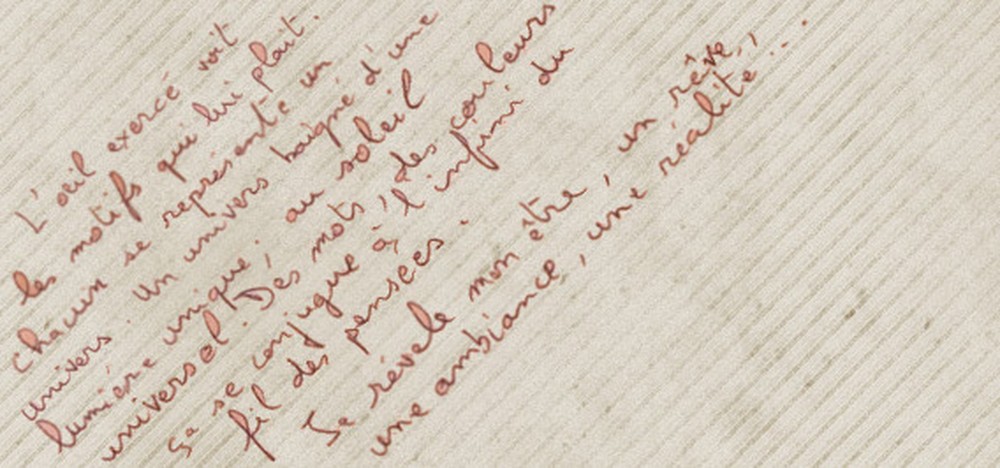 L'œil exercé voit
les motifs qui lui plait.
Chacun se représente un
univers. Un univers baigné d'une
lumière unique, au soleil
universel. Des mots, des couleurs
ça se conjugue à l'infini du
fil des pensées.
Je révèle mon être, un rêve,
une ambiance, une réalité...